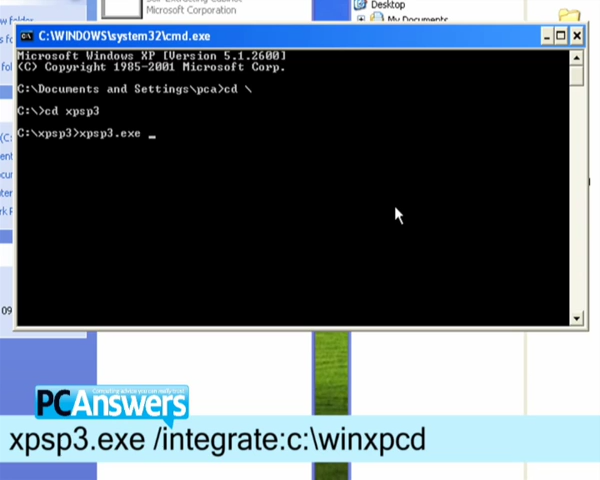 Microsoft Corporation
Desktop
My Documents
C:\WINDOWS\system32\cmd.exe
Microsoft Windows XP [Version 5.1.2600]
(C) Copyright 1985-2001 Microsoft Corp.
C:\Documents and Settings\pca>cd \
C:\>cd xpsp3
C:\xpsp3>xpsp3.exe _
(C:
09
PCAnswers
xpsp3.exe /integrate:c:\winxpcd